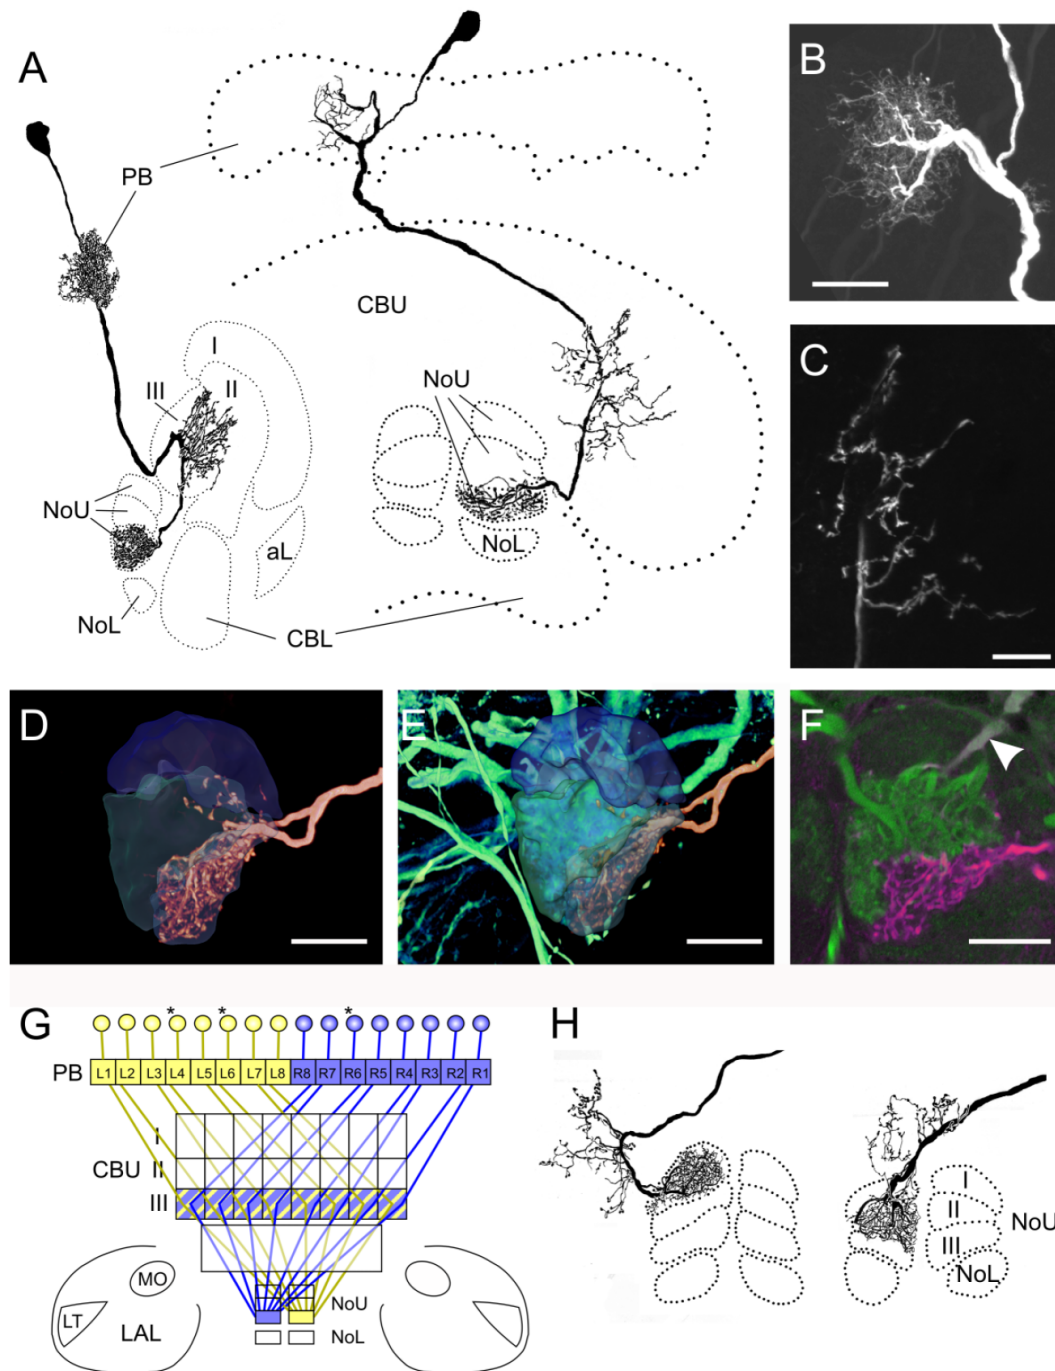 A
B
PB
I
CBU
C
III
II
NoU
NoU
aL
NoL
NoL
CBL
D
E
F
G
H
* * *
PB
L1 L2 L3 L4 L5 L6 L7 L8 R8 R7 R6 R5 R4 R3 R2 R1
I
CBU II
III
I
II
NoU
III
NoL
MO
NoU
LT
LAL
NoL